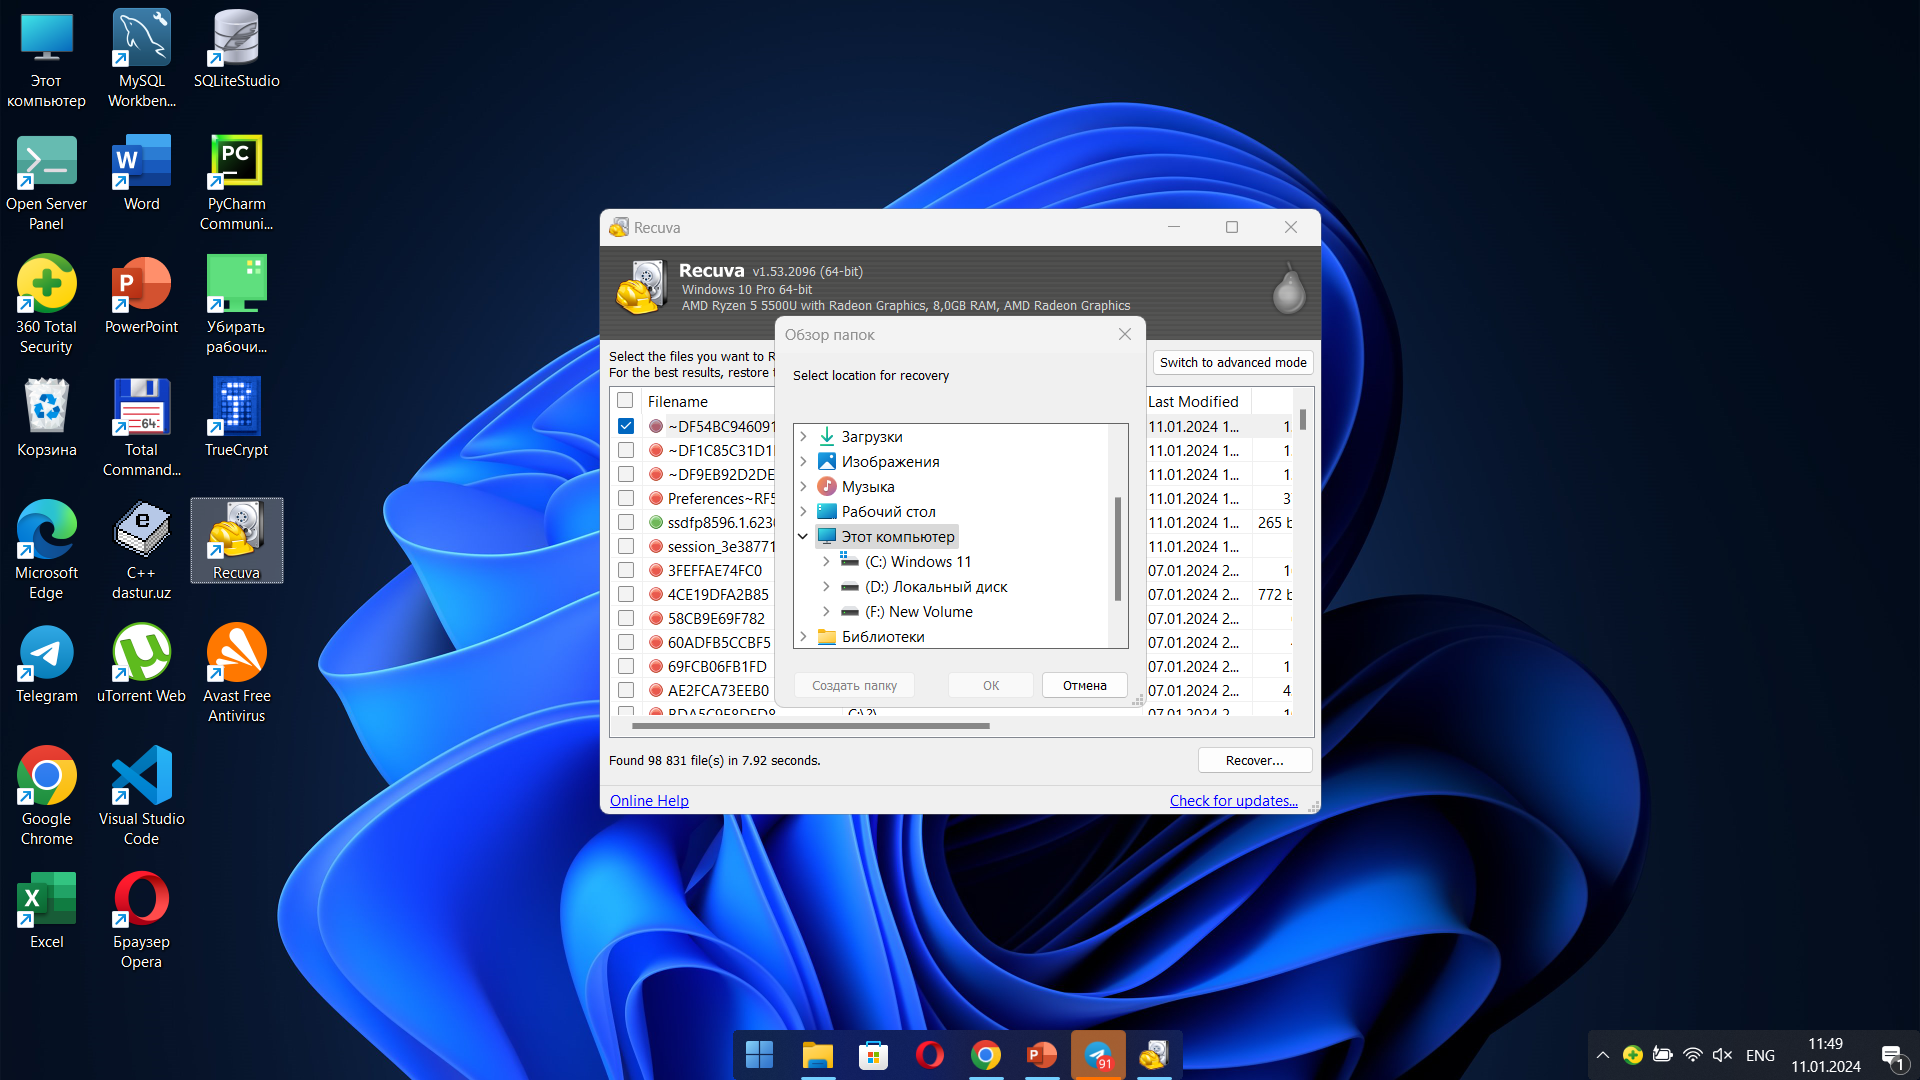 Этот
компьютер
MySQL
Workben...
SQLiteStudio
Open Server
Panel
Word
PyCharm
Communi...
360 Total
Security
PowerPoint
Убирать
рабочи...
Корзина
Total
Command...
TrueCrypt
Microsoft
Edge
C++
dastur.uz
Recuva
Telegram
uTorrent Web
Avast Free
Antivirus
Google
Chrome
Visual Studio
Code
Excel
Браузер
Opera
Recuva
Recuva v1.53.2096 (64-bit)
Windows 10 Pro 64-bit
AMD Ryzen 5 5500U with Radeon Graphics, 8,0GB RAM, AMD Radeon Graphics
Select the files you want to R
For the best results, restore
Switch to advanced mode
Filename
Last Modified
~DF54BC946091
11.01.2024 1...
~DF1C85C31D1
11.01.2024 1...
~DF9EB92D2DE
11.01.2024 1...
Preferences~RF5
11.01.2024 1... 3
ssdfp8596.1.623
11.01.2024 1... 265 b
session_3e38771
11.01.2024 1...
3FEFFAE74FC0
07.01.2024 2...
4CE19DFA2B85
07.01.2024 2... 772 b
58CB9E69F782
07.01.2024 2...
60ADFB5CCBF5
07.01.2024 2...
69FCB06FB1FD
07.01.2024 2... 1
AE2FCA73EEB0
07.01.2024 2... 4
C:\?\
07.01.2024 2
Обзор папок
Select location for recovery
Загрузки
Изображения
Музыка
Рабочий стол
Этот компьютер
(C:) Windows 11
(D:) Локальный диск
(F:) New Volume
Библиотеки
Создать папку
ОК
Отмена
Found 98 831 file(s) in 7.92 seconds.
Recover...
Online Help
Check for updates...
91
ENG
11:49
11.01.2024
1